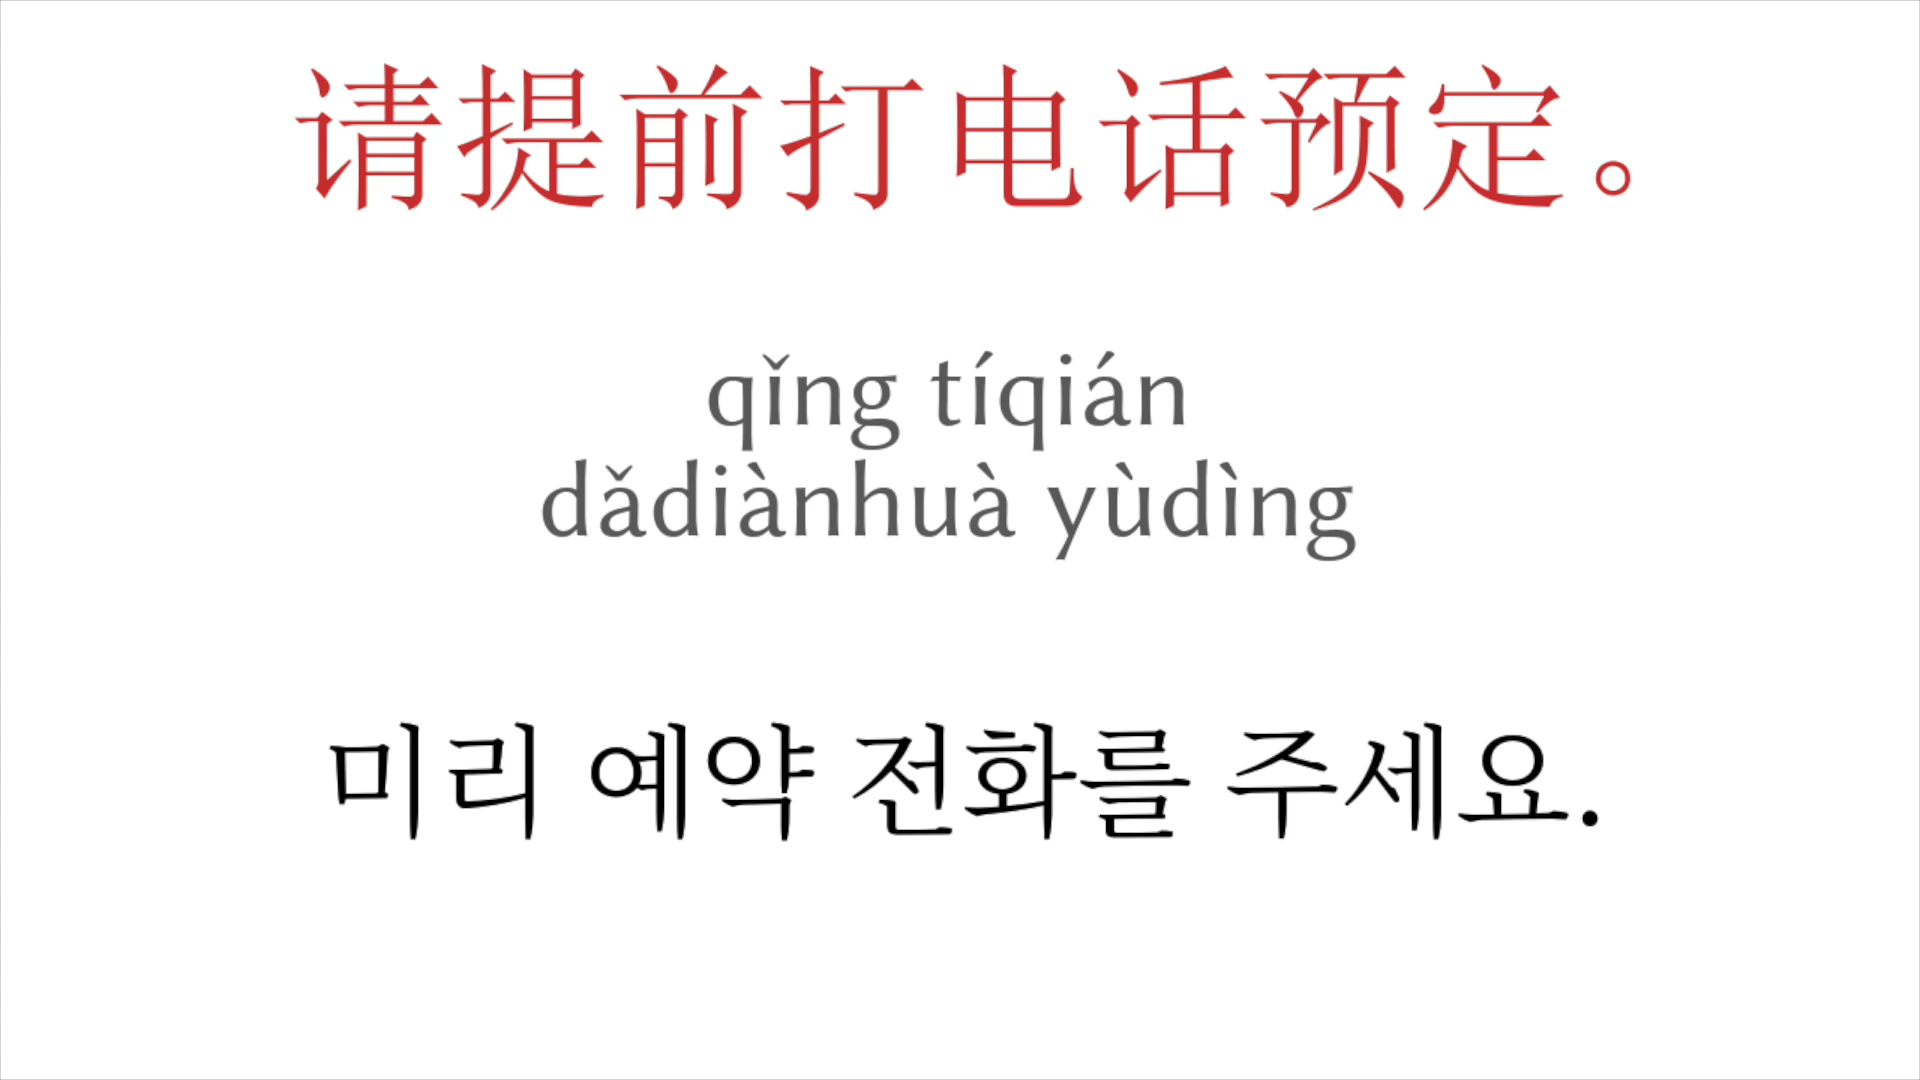 请提前打电话预定。
qǐng tíqián
dǎdiànhuà yùdìng
미리 예약 전화를 주세요.